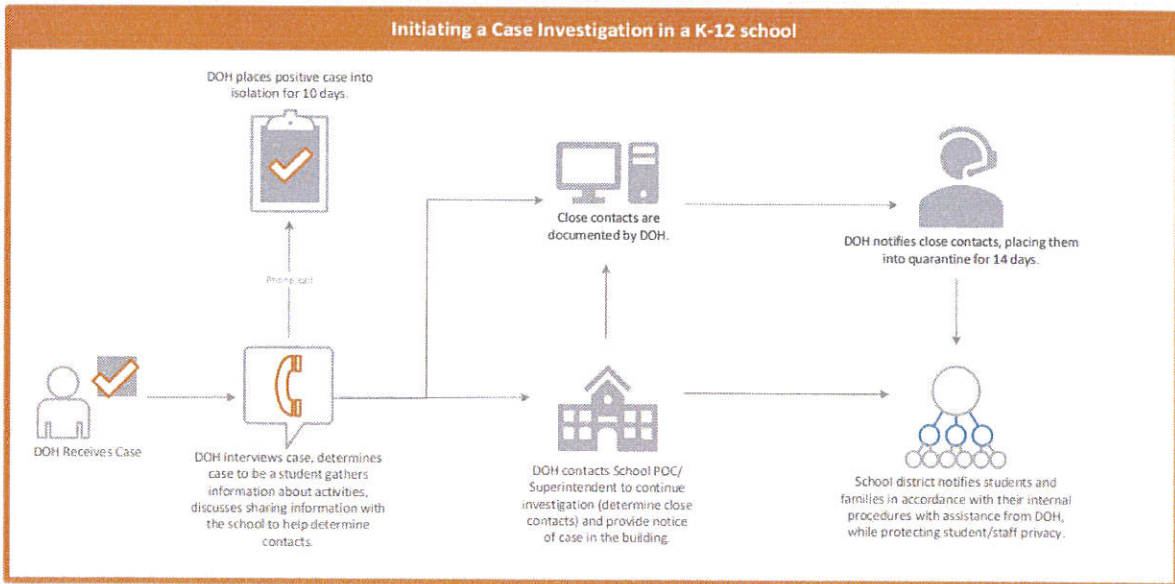 Initiating a Case Investigation in a K-12 school
DOH places positive case into
isolation for 10 days.
Phone call
Close contacts are
documented by DOH.
DOH notifies close contacts, placing them
into quarantine for 14 days.
DOH Receives Case
DOH interviews case, determines
case to be a student gathers
information about activities,
discusses sharing information with
the school to help determine
contacts.
DOH contacts School POC/
Superintendent to continue
investigation (determine close
contacts) and provide notice
of case in the building.
School district notifies students and
families in accordance with their internal
procedures with assistance from DOH,
while protecting student/staff privacy.